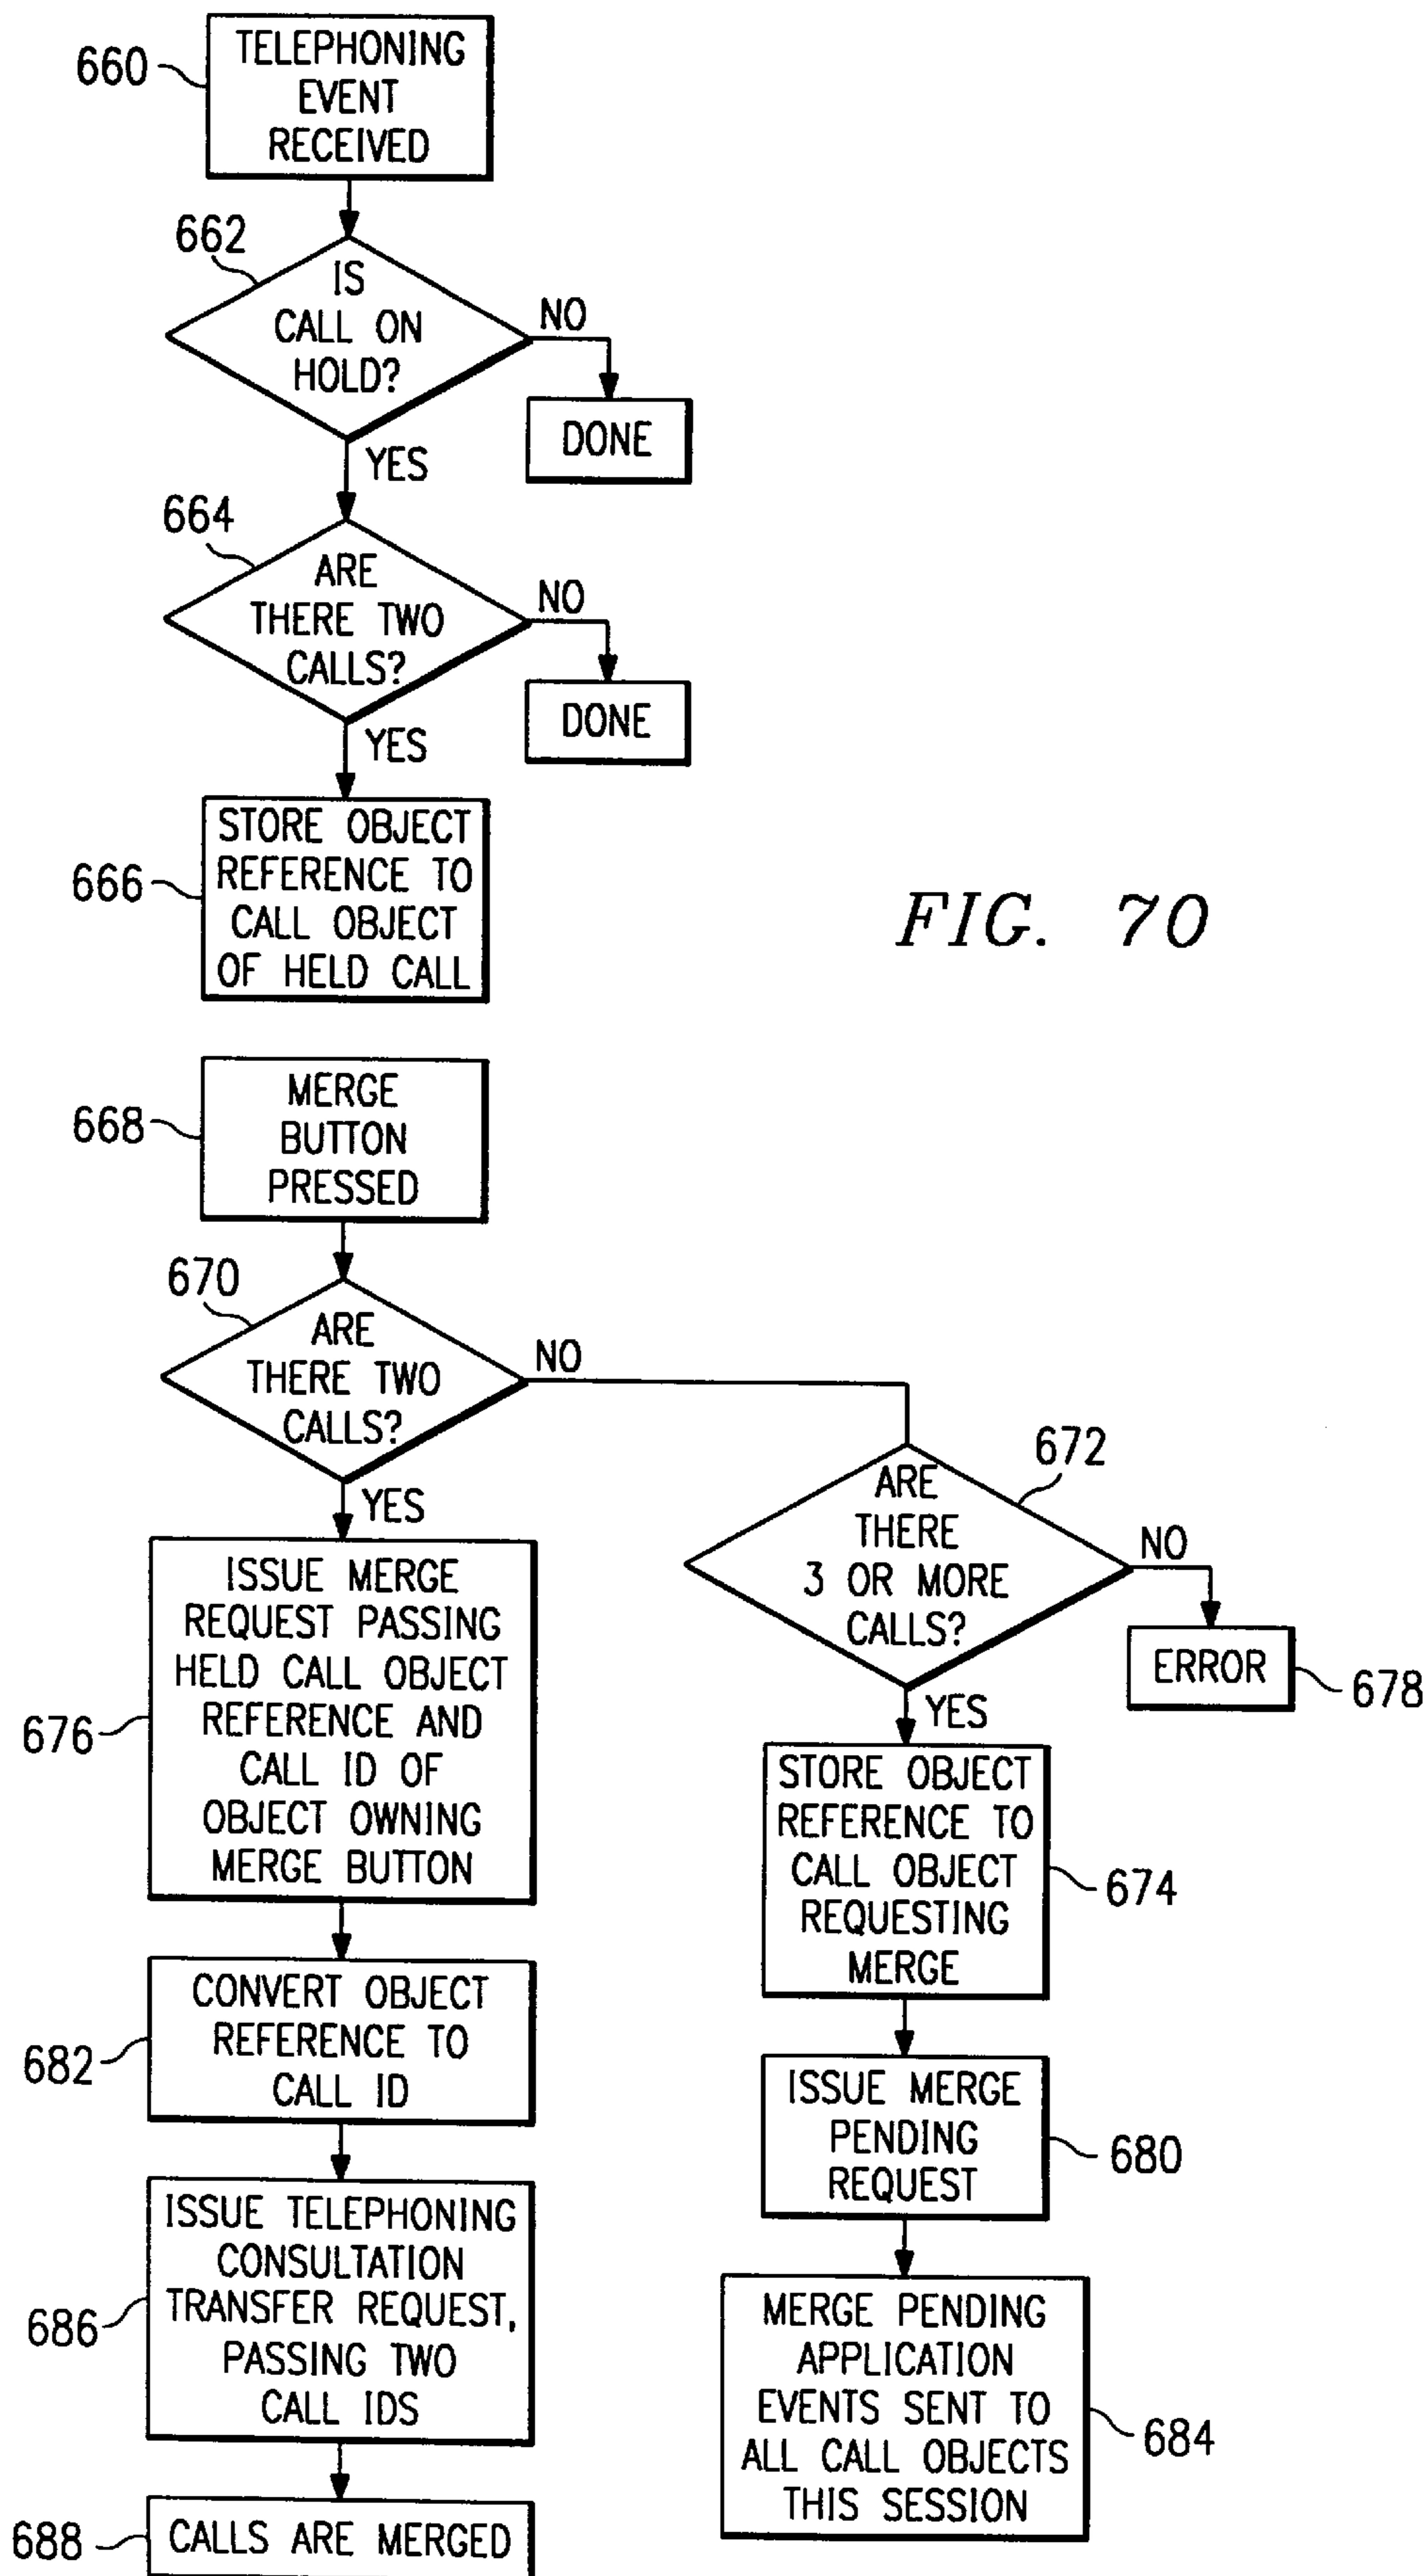 660
TELEPHONING
EVENT
RECEIVED
662
IS
CALL ON
HOLD?
NO
DONE
YES
664
ARE
THERE TWO
CALLS?
NO
DONE
YES
666
STORE OBJECT
REFERENCE TO
CALL OBJECT
OF HELD CALL
FIG. 70
668
MERGE
BUTTON
PRESSED
670
ARE
THERE TWO
CALLS?
NO
YES
672
ARE
THERE
3 OR MORE
CALLS?
NO
ERROR
678
YES
676
ISSUE MERGE
REQUEST PASSING
HELD CALL OBJECT
REFERENCE AND
CALL ID OF
OBJECT OWNING
MERGE BUTTON
STORE OBJECT
REFERENCE TO
CALL OBJECT
REQUESTING
MERGE
674
682
CONVERT OBJECT
REFERENCE TO
CALL ID
ISSUE MERGE
PENDING
REQUEST
680
686
ISSUE TELEPHONING
CONSULTATION
TRANSFER REQUEST,
PASSING TWO
CALL IDS
MERGE PENDING
APPLICATION
EVENTS SENT TO
ALL CALL OBJECTS
THIS SESSION
684
688
CALLS ARE MERGED